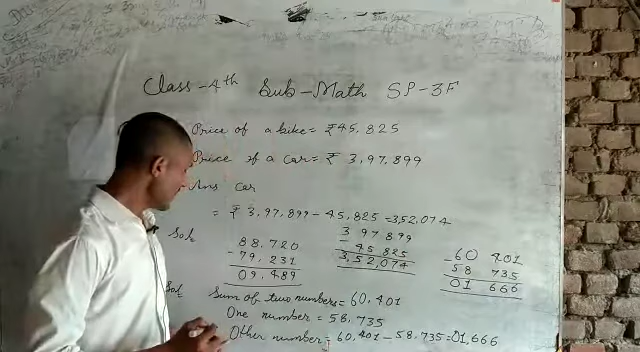 Class-4th Sub-Math SP-3F
Price of a bike = ₹45,825
Price of a car = ₹ 3,97,899
Ans car
= ₹ 3,97,899 - 45,825 = 3,52,074
Sol:
88,720
- 79,231
09,489
3 97 899
- 45 825
3,52,074
- 60 401
58 735
01 666
Sol:
Sum of two numbers = 60,401
One number = 58,735
Other number = 60,401 - 58,735 = 01,666